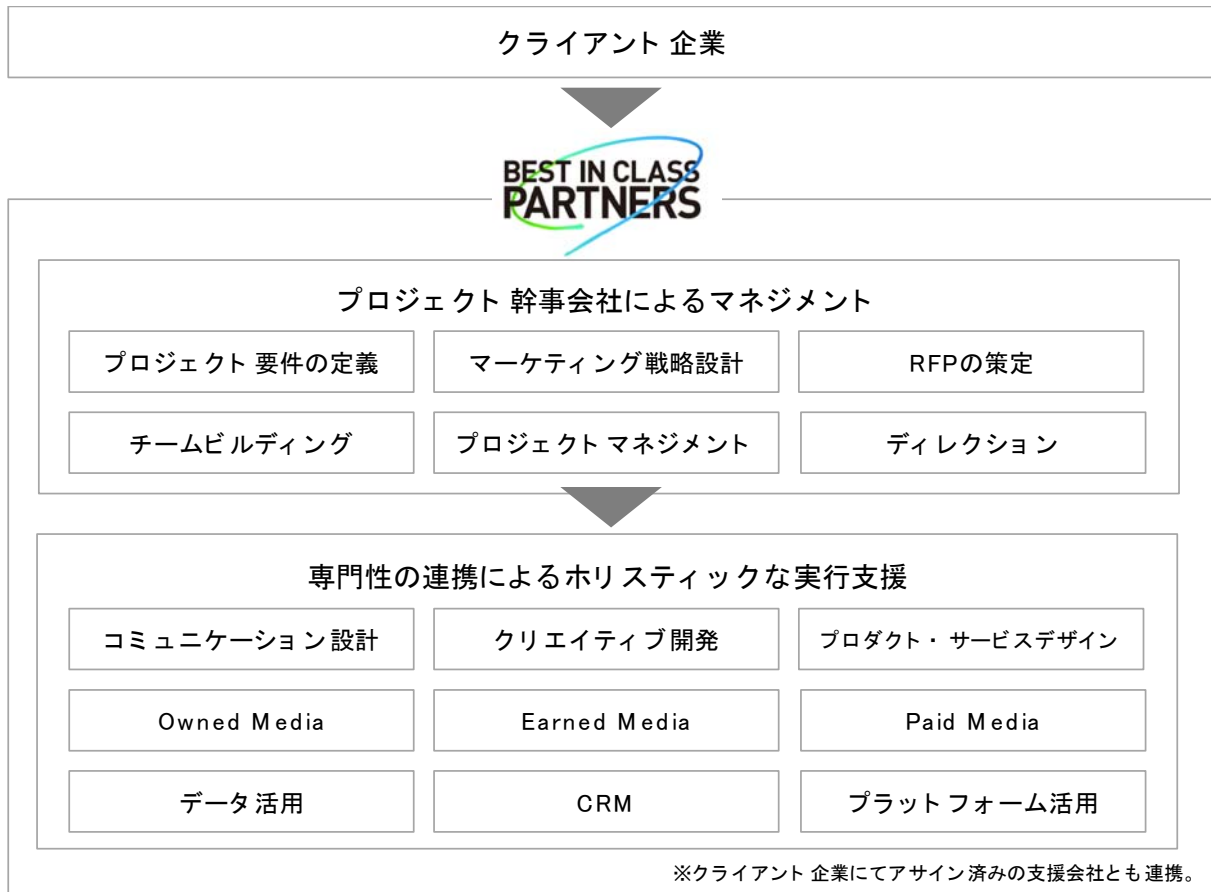 クライアント企業
BEST IN CLASS
PARTNERS
プロジェクト幹事会社によるマネジメント
プロジェクト要件の定義
マーケティング戦略設計
RFPの策定
チームビルディング
プロジェクトマネジメント
ディレクション
専門性の連携によるホリスティックな実行支援
コミュニケーション設計
クリエイティブ開発
プロダクト・サービスデザイン
Owned Media
Earned Media
Paid Media
データ活用
CRM
プラットフォーム活用
※クライアント企業にてアサイン済みの支援会社とも連携。